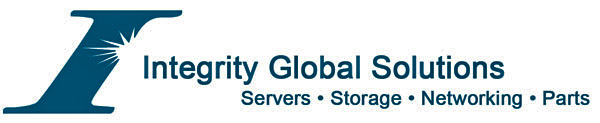 Integrity Global Solutions
Servers • Storage • Networking • Parts